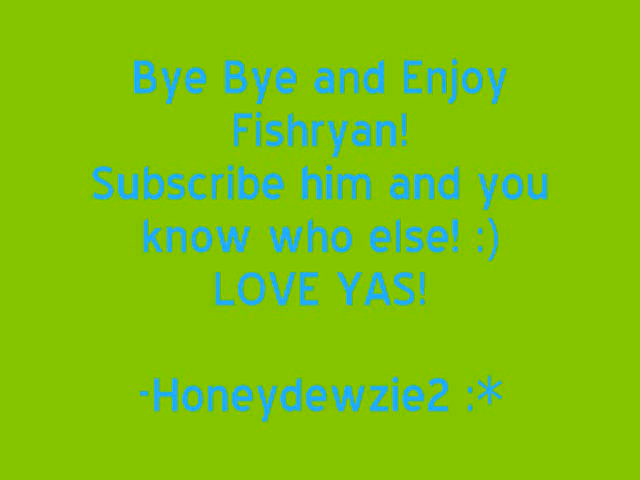 Bye Bye and Enjoy
Fishryan!
Subscribe him and you
know who else! :)
LOVE YAS!
-Honeydewzie2 :*